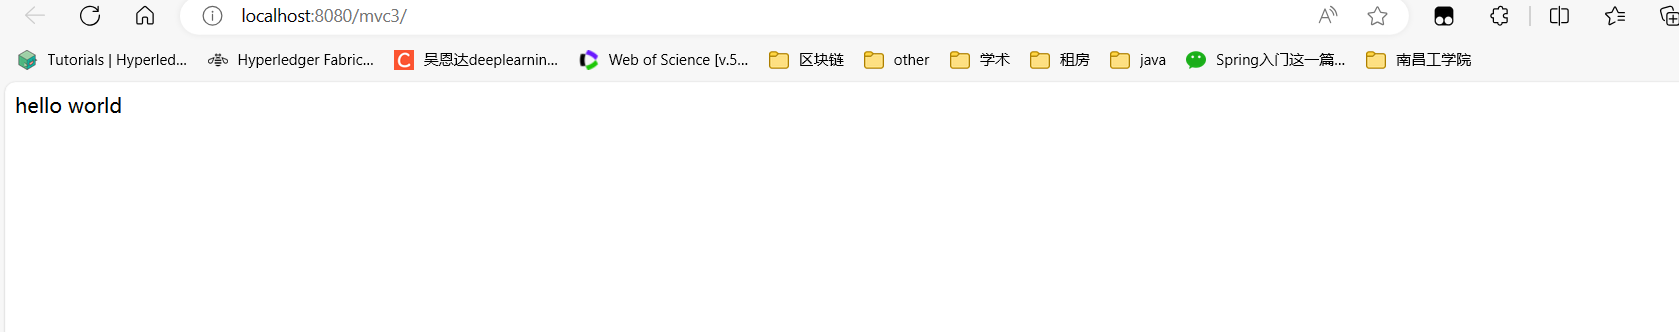 localhost:8080/mvc3/
Tutorials | Hyperled... Hyperledger Fabric... 吴恩达deeplearnin... Web of Science [v.5... 区块链 other 学术 租房 java Spring入门这一篇... 南昌工学院
hello world